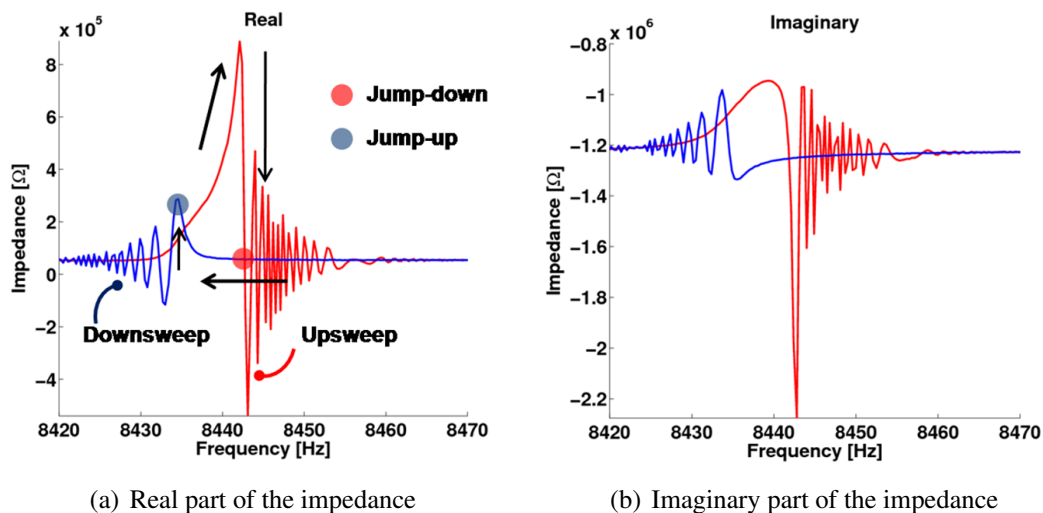 Real
x 10^5
8
6
4
2
0
−2
−4
Impedance [Ω]
Jump-down
Jump-up
Downsweep
Upsweep
8420 8430 8440 8450 8460 8470
Frequency [Hz]
(a) Real part of the impedance
Imaginary
x 10^6
−0.8
−1
−1.2
−1.4
−1.6
−1.8
−2
−2.2
Impedance [Ω]
8420 8430 8440 8450 8460 8470
Frequency [Hz]
(b) Imaginary part of the impedance